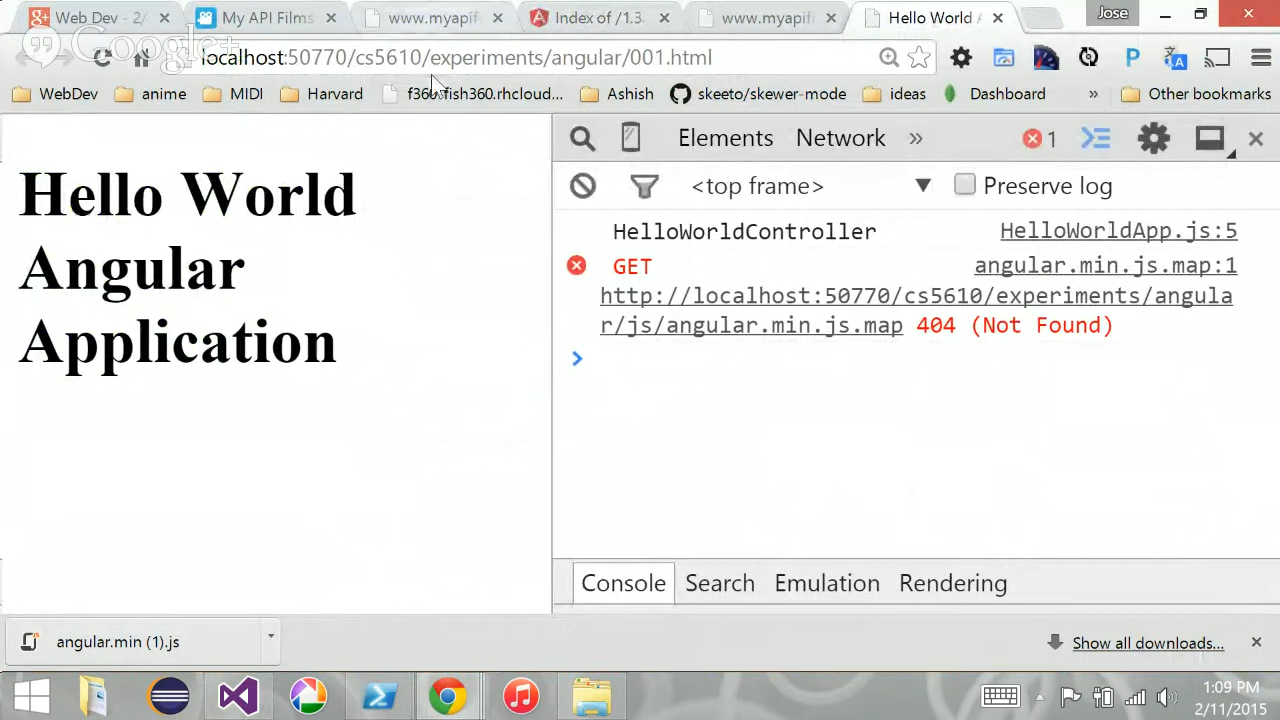 Web Dev - 2/
My API Films
www.myapif
Index of /1.3.
www.myapif
Hello World A
Jose
Google+
localhost:50770/cs5610/experiments/angular/001.html
WebDev
anime
MIDI
Harvard
f360.fish360.rhcloud...
Ashish
skeeto/skewer-mode
ideas
Dashboard
»
Other bookmarks
Elements
Network
»
1
<top frame>
Preserve log
Hello World
Angular
Application
HelloWorldController
HelloWorldApp.js:5
GET
angular.min.js.map:1
http://localhost:50770/cs5610/experiments/angula
r/js/angular.min.js.map 404 (Not Found)
Console
Search
Emulation
Rendering
angular.min (1).js
Show all downloads...
1:09 PM
2/11/2015